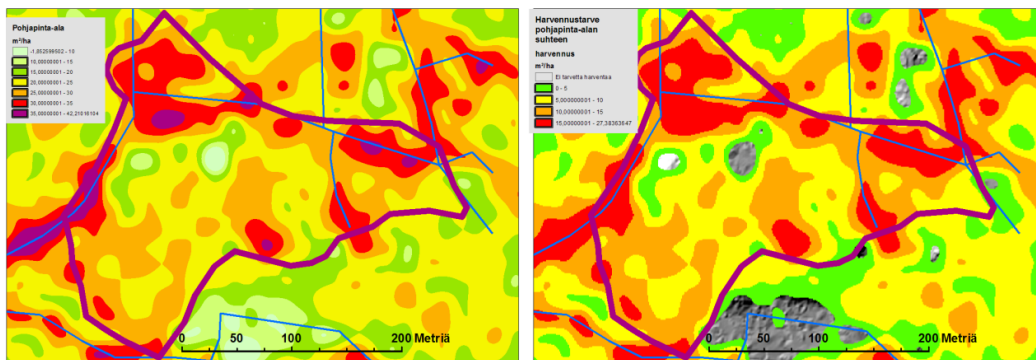 Pohjapinta-ala
m²/ha
-1,852599502 - 10
10,00000001 - 15
15,00000001 - 20
20,00000001 - 25
25,00000001 - 30
30,00000001 - 35
35,00000001 - 42,21818104
0 50 100 200 Metriä
Harvennustarve
pohjapinta-alan
suhteen
harvennus
m²/ha
Ei tarvetta harventaa
0 - 5
5,000000001 - 10
10,00000001 - 15
15,00000001 - 27,38363647
0 50 100 200 Metriä